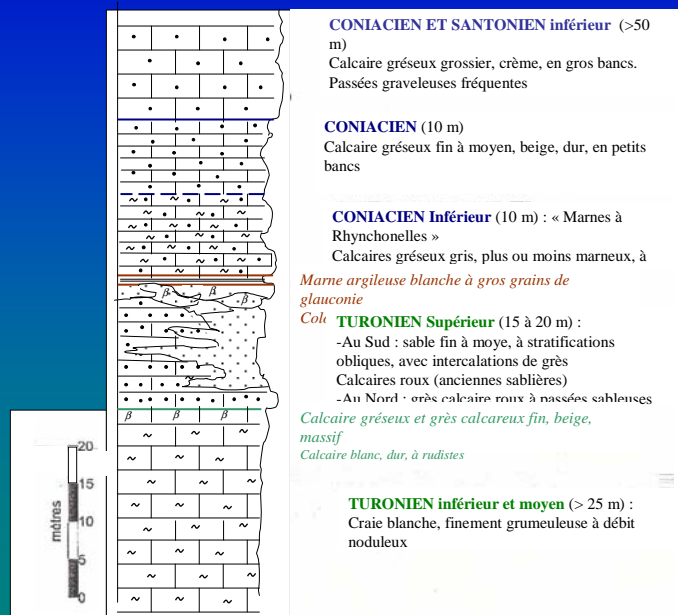 CONIACIEN ET SANTONIEN inférieur (>50
m)
Calcaire gréseux grossier, crème, en gros bancs.
Passées graveleuses fréquentes
CONIACIEN (10 m)
Calcaire gréseux fin à moyen, beige, dur, en petits
bancs
CONIACIEN Inférieur (10 m) : « Marnes à
Rhynchonelles »
Calcaires gréseux gris, plus ou moins marneux, à
Marne argileuse blanche à gros grains de
glauconie
TURONIEN Supérieur (15 à 20 m) :
-Au Sud : sable fin à moye, à stratifications
obliques, avec intercalations de grès
Calcaires roux (anciennes sablières)
-Au Nord : grès calcaire roux à passées sableuses
Calcaire gréseux et grès calcareux fin, beige,
massif
Calcaire blanc, dur, à rudistes
TURONIEN inférieur et moyen (> 25 m) :
Craie blanche, finement grumeuleuse à débit
noduleux
β β β
β β β
mètres
20
15
10
5
0